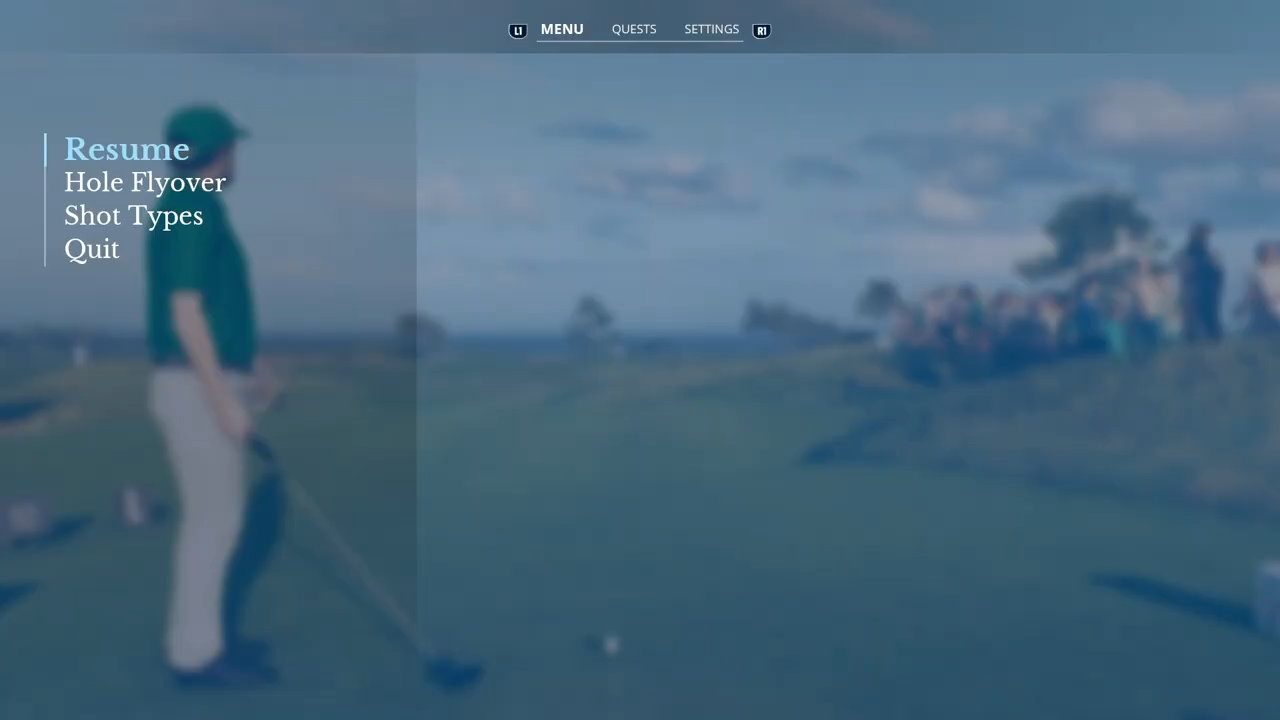 L1 MENU QUESTS SETTINGS R1
Resume
Hole Flyover
Shot Types
Quit